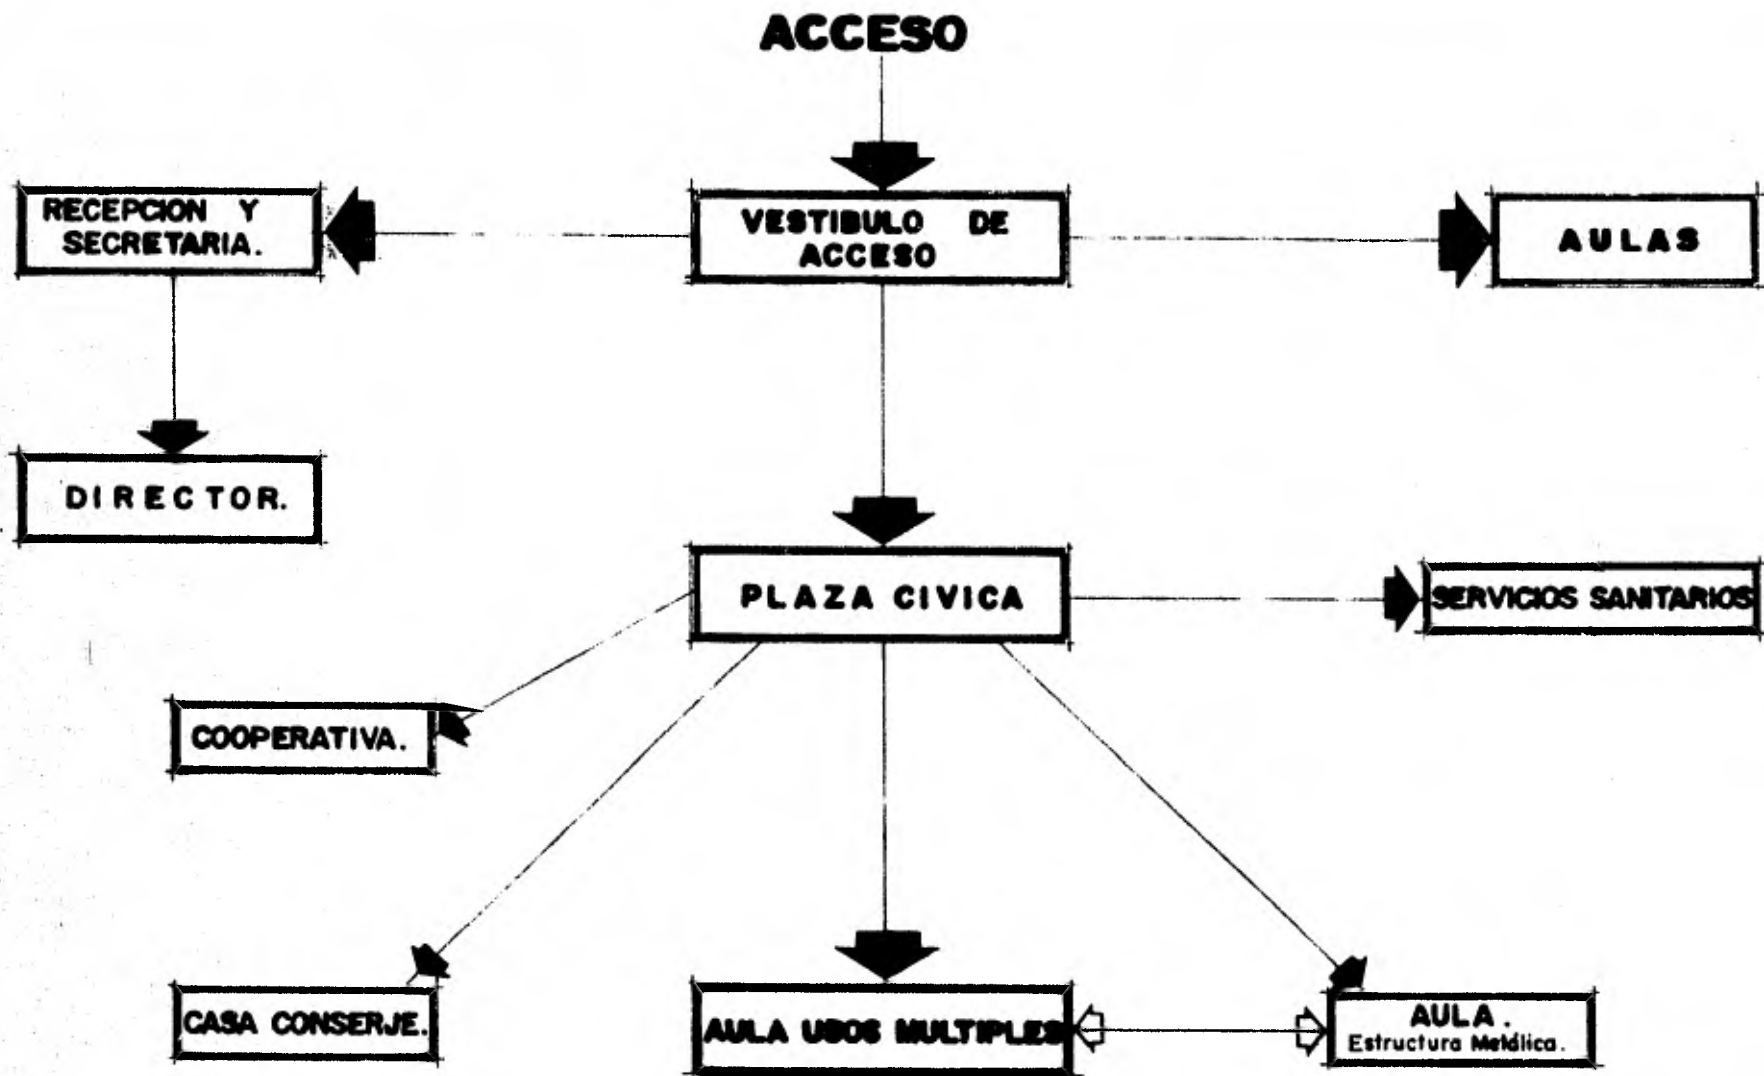 ACCESO
RECEPCION Y
SECRETARIA.
VESTIBULO DE
ACCESO
AULAS
DIRECTOR.
PLAZA CIVICA
SERVICIOS SANITARIOS
COOPERATIVA.
CASA CONSERJE.
AULA USOS MULTIPLES
AULA.
Estructura Metálica.